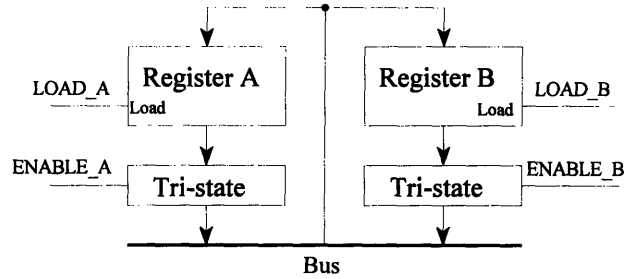 Register A
Register B
LOAD_A
Load
Load
LOAD_B
ENABLE_A
Tri-state
Tri-state
ENABLE_B
Bus